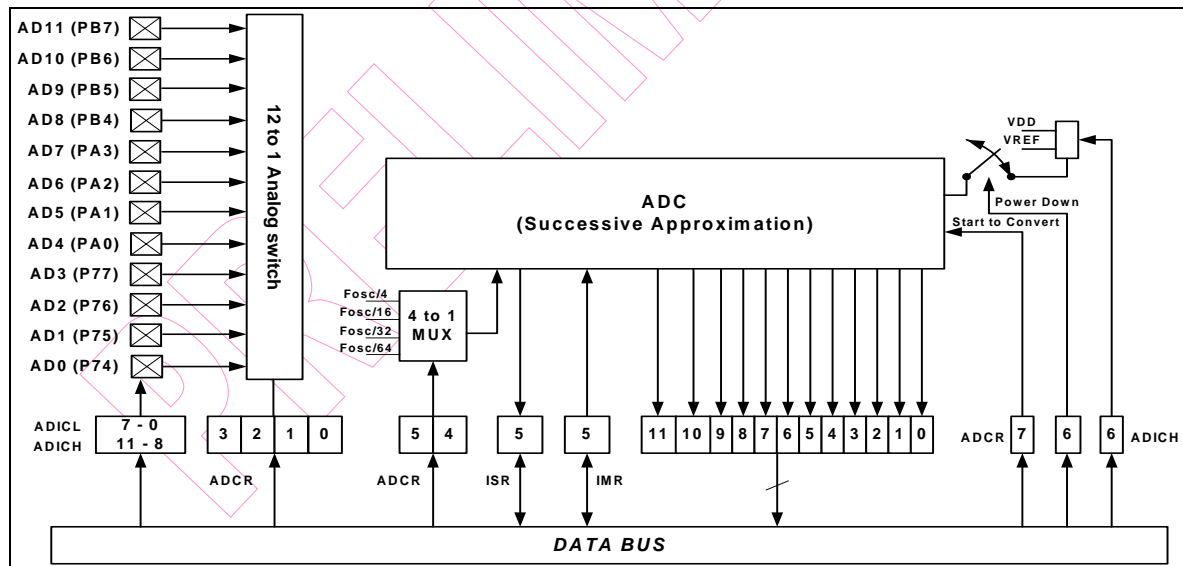 AD11 (PB7)
AD10 (PB6)
AD9 (PB5)
AD8 (PB4)
AD7 (PA3)
AD6 (PA2)
AD5 (PA1)
AD4 (PA0)
AD3 (P77)
AD2 (P76)
AD1 (P75)
AD0 (P74)
12 to 1 Analog switch
ADC
(Successive Approximation)
VDD
VREF
Power Down
Start to Convert
Fosc/4
Fosc/16
Fosc/32
Fosc/64
4 to 1
MUX
ADICL
ADICH
7 - 0
11 - 8
3 2 1 0
ADCR
5 4
ADCR
5
ISR
5
IMR
11 10 9 8 7 6 5 4 3 2 1 0
ADCR
7
6
6
ADICH
DATA BUS